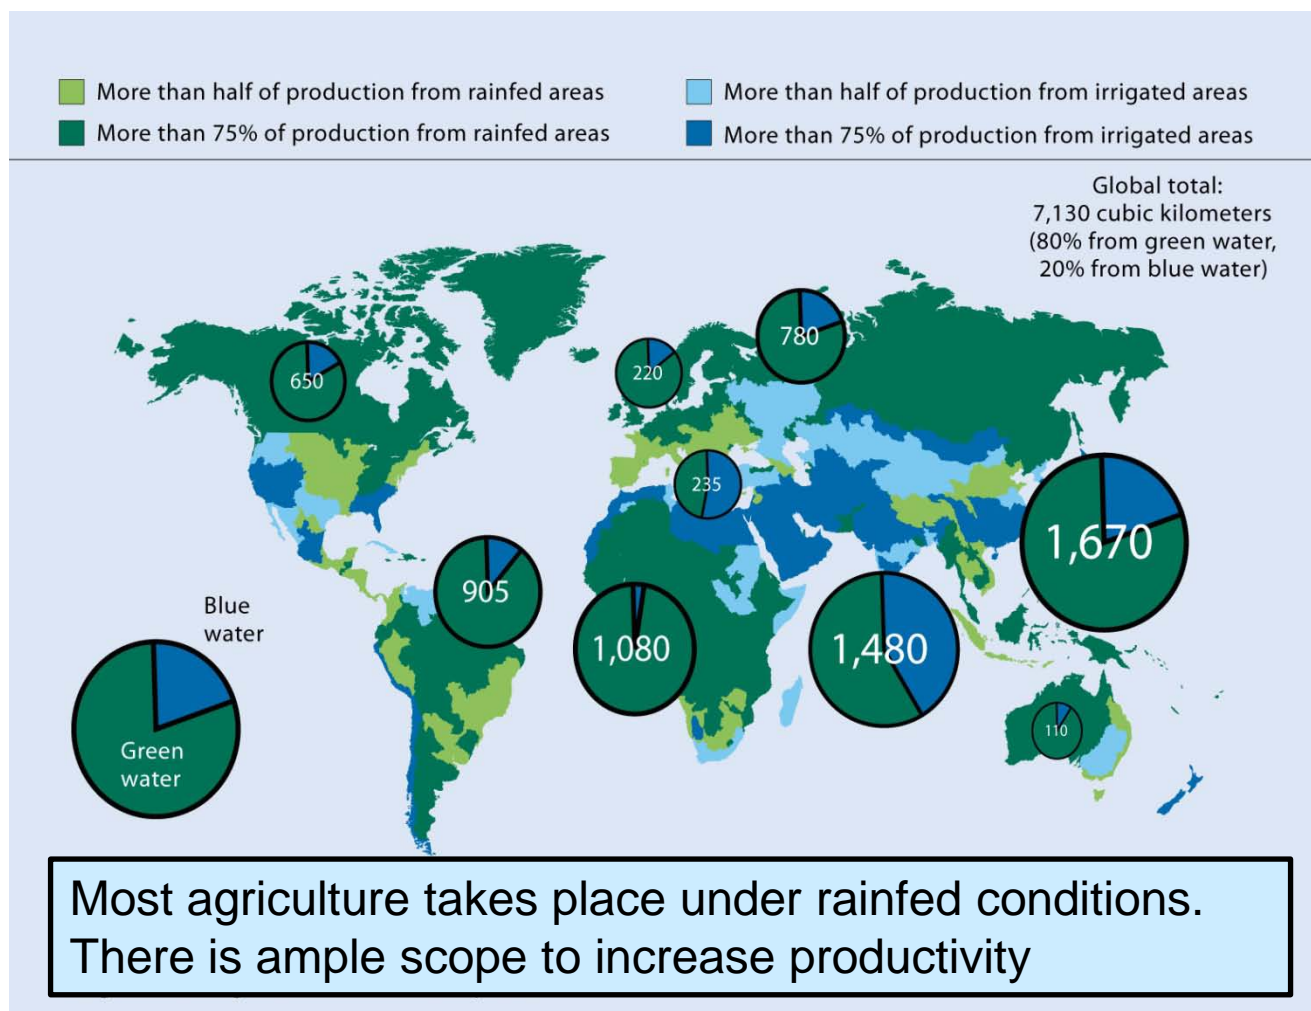 More than half of production from rainfed areas
More than 75% of production from rainfed areas
More than half of production from irrigated areas
More than 75% of production from irrigated areas
Global total:
7,130 cubic kilometers
(80% from green water,
20% from blue water)
780
650
220
235
1,670
905
1,080
1,480
110
Blue
water
Green
water
Most agriculture takes place under rainfed conditions.
There is ample scope to increase productivity